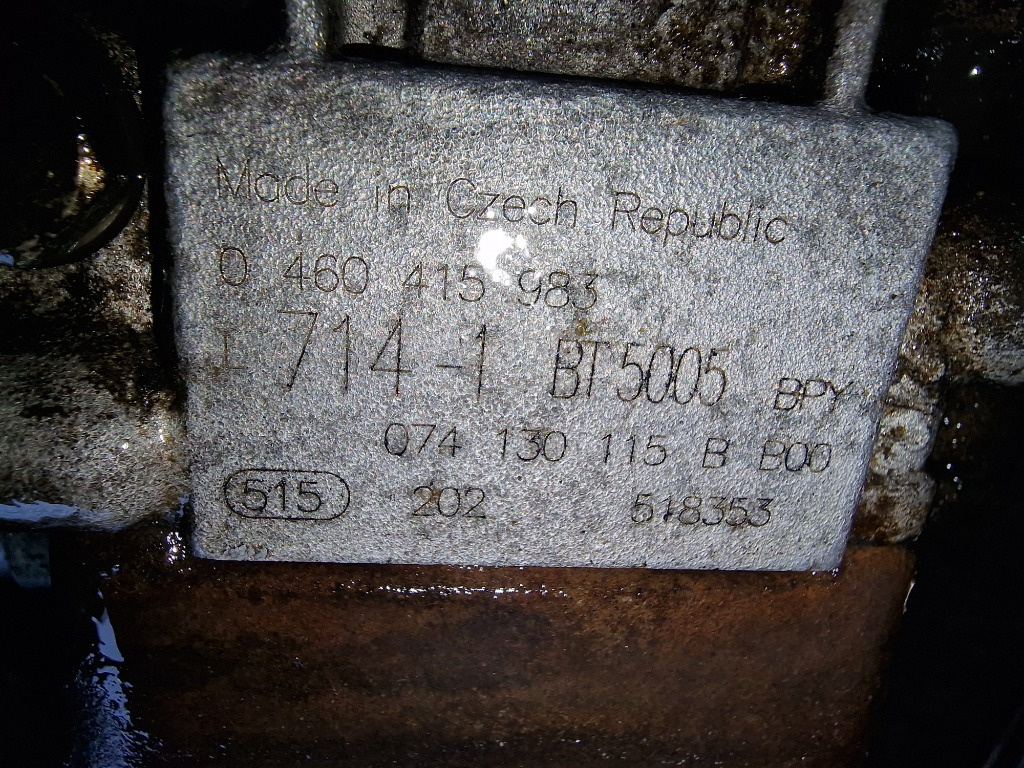 Made in Czech Republic
0 460 415 983
I- 714-1 BT5005 BPY
074 130 115 B B00
515 202 518353